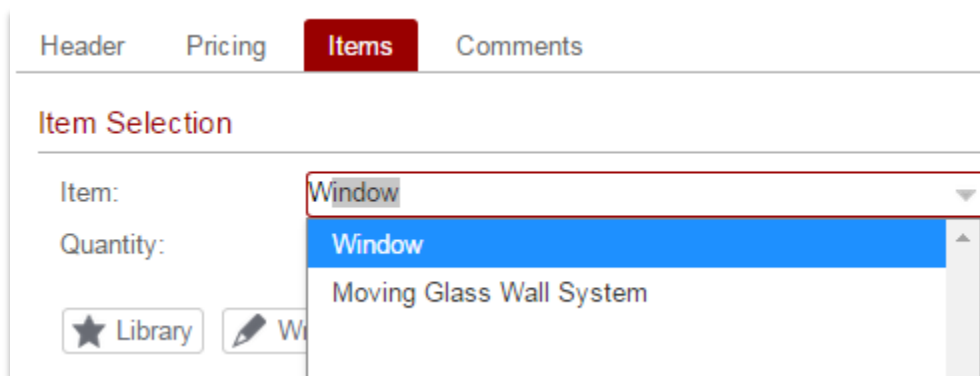 Header Pricing Items Comments
Item Selection
Item: Window
Quantity: Window
Moving Glass Wall System
Library